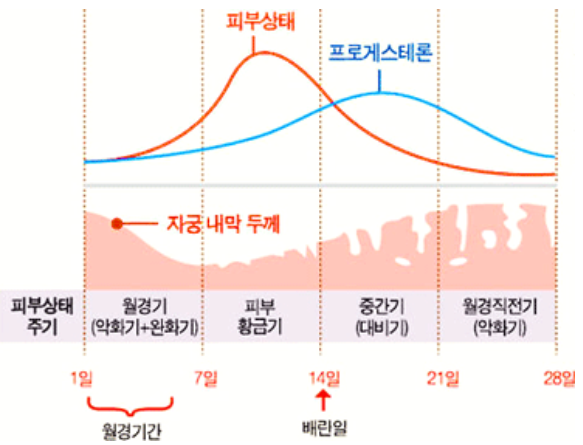 피부상태
프로게스테론
자궁 내막 두께
피부상태
주기
월경기
(악화기+완화기)
피부
황금기
중간기
(대비기)
월경직전기
(악화기)
1일
7일
14일
21일
28일
월경기간
배란일